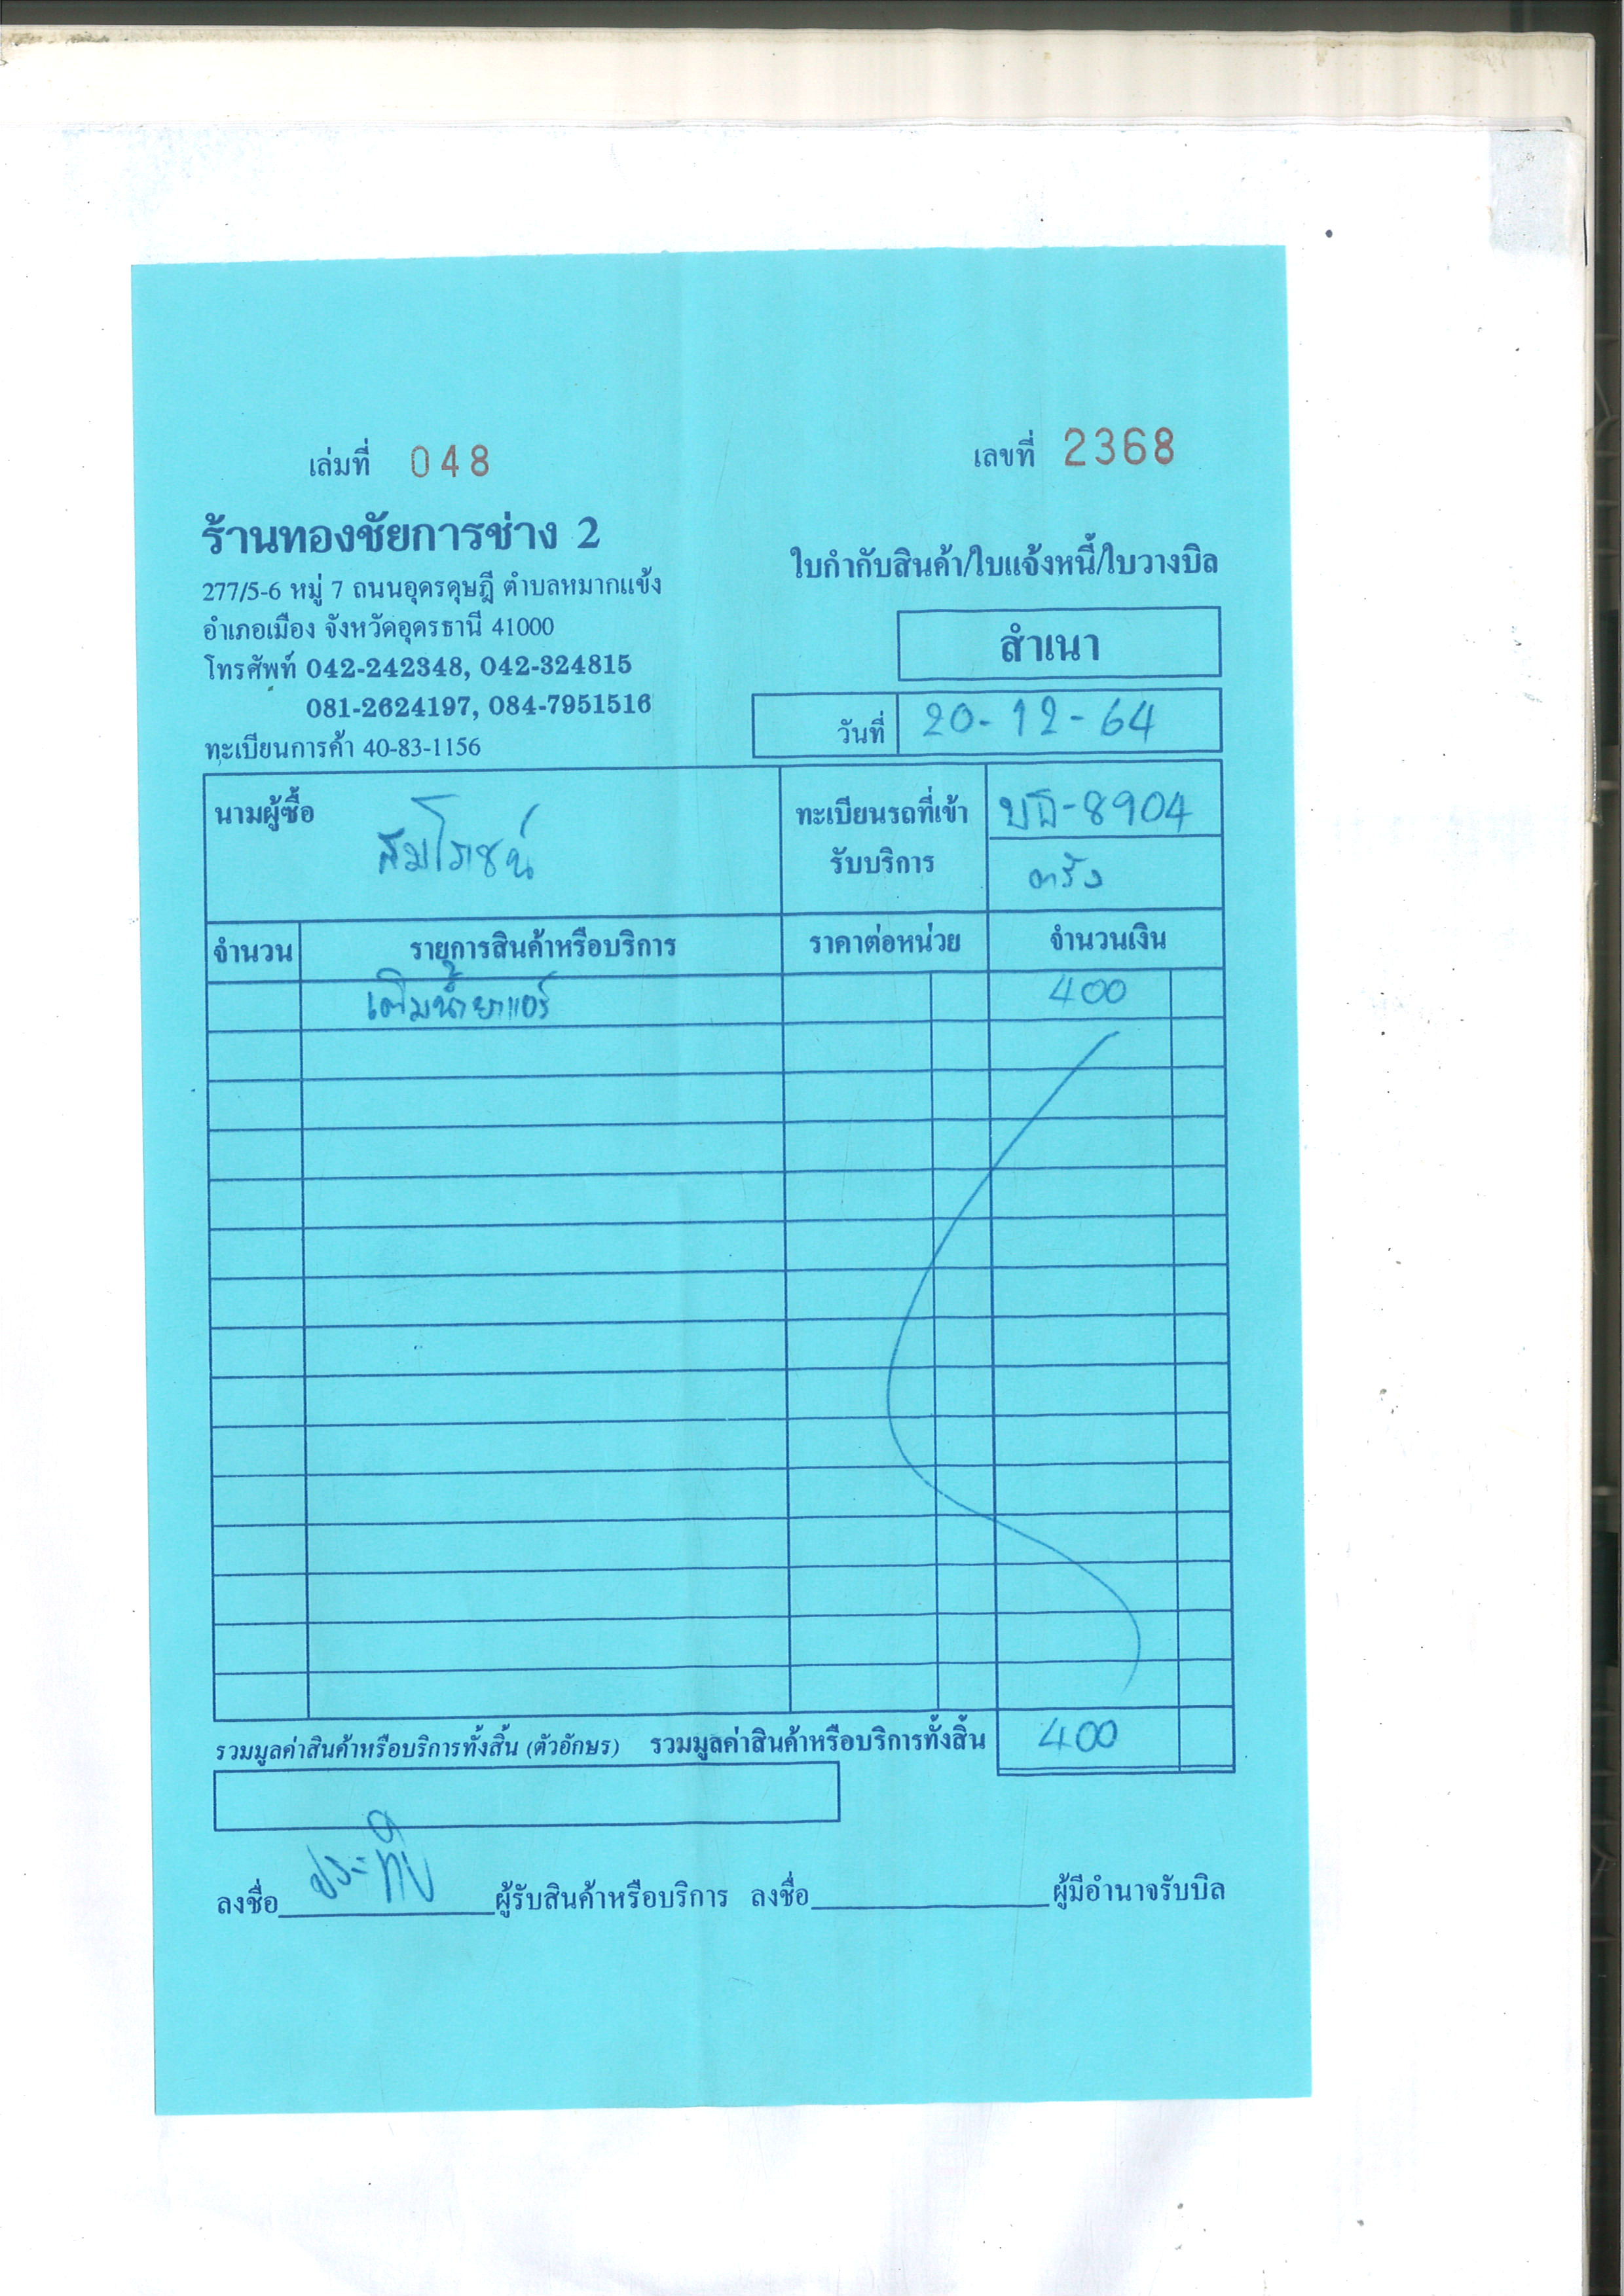 เล่มที่ 048 เลขที่ 2368
ร้านทองชัยการช่าง 2
ใบกำกับสินค้า/ใบแจ้งหนี้/ใบวางบิล
277/5-6 หมู่ 7 ถนนอุดรดุษฎี ตำบลหมากแข้ง
อำเภอเมือง จังหวัดอุดรธานี 41000
สำเนา
โทรศัพท์ 042-242348, 042-324815
081-2624197, 084-7951516
วันที่ 20-12-64
ทะเบียนการค้า 40-83-1156
นามผู้ซื้อ สมโรชน์
ทะเบียนรถที่เข้า -8904
รับบริการ ตรัง
จำนวน รายการสินค้าหรือบริการ ราคาต่อหน่วย จำนวนเงิน
เติมน้ำยาแอร์ 400
รวมมูลค่าสินค้าหรือบริการทั้งสิ้น (ตัวอักษร) รวมมูลค่าสินค้าหรือบริการทั้งสิ้น 400
ลงชื่อ ประทีป ผู้รับสินค้าหรือบริการ ลงชื่อ ผู้มีอำนาจรับบิล